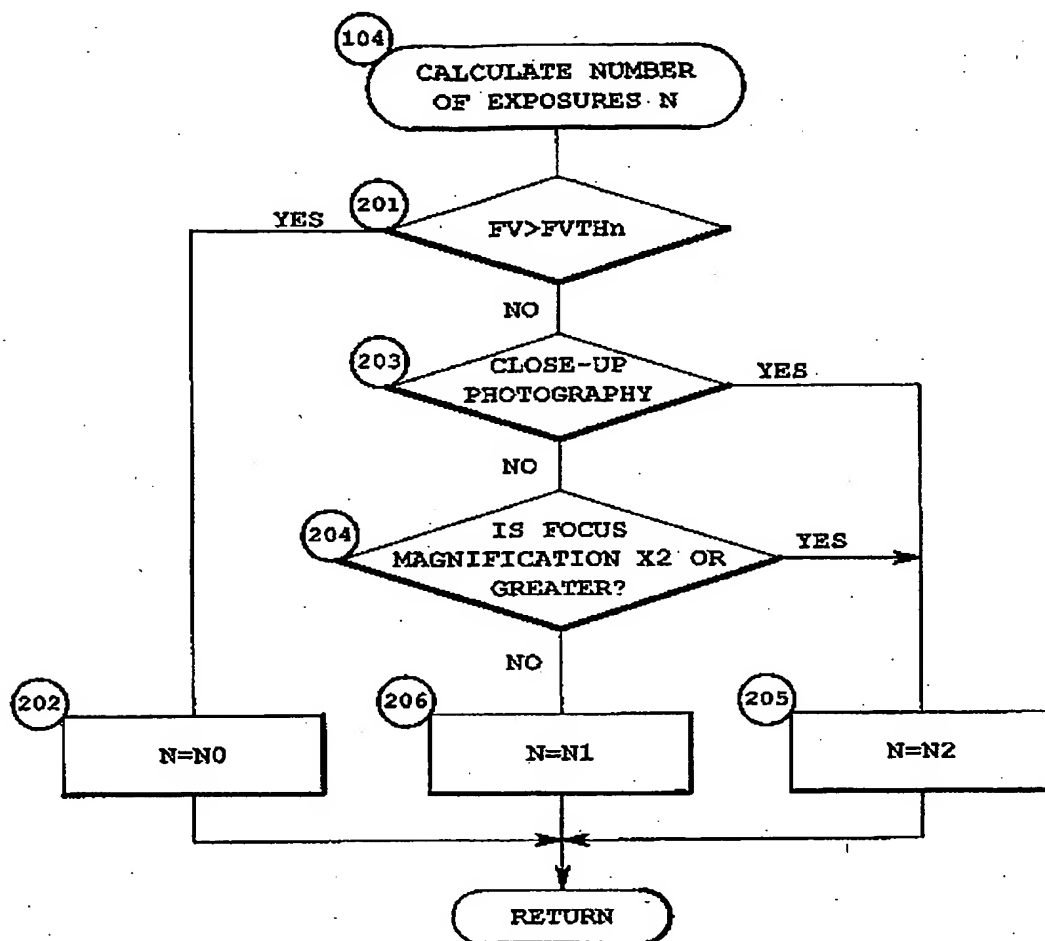 104
CALCULATE NUMBER
OF EXPOSURES N
201
YES
FV>FVTHn
NO
203
CLOSE-UP
PHOTOGRAPHY
YES
NO
204
IS FOCUS
MAGNIFICATION X2 OR
GREATER?
YES
NO
202
N=N0
206
N=N1
205
N=N2
RETURN